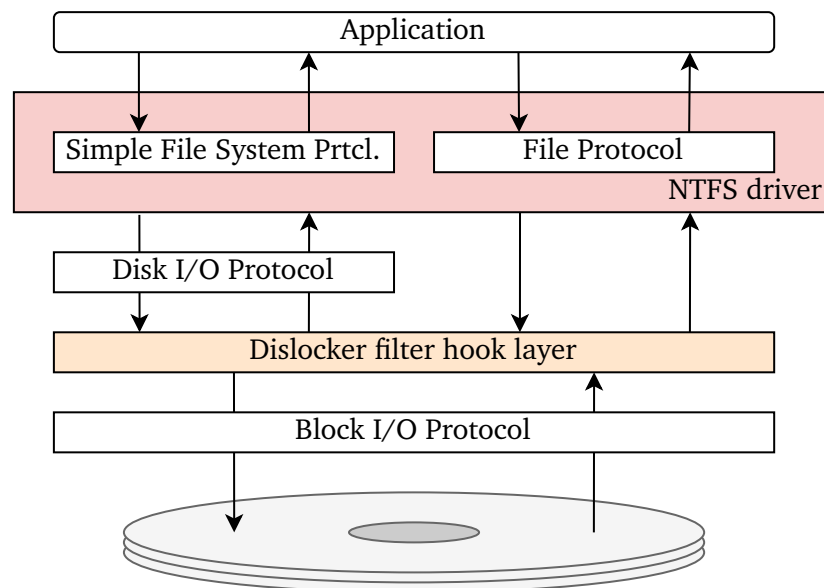 Application
Simple File System Prtcl.
File Protocol
NTFS driver
Disk I/O Protocol
Dislocker filter hook layer
Block I/O Protocol